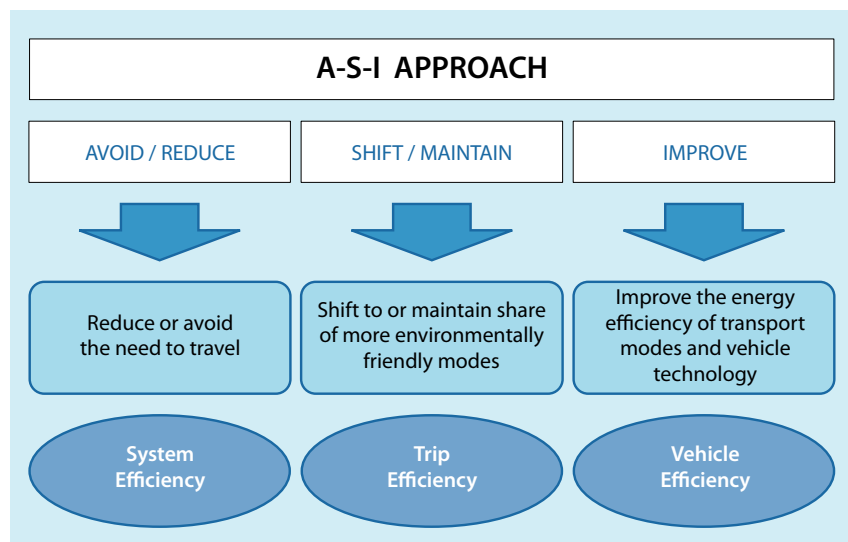 A-S-I APPROACH
AVOID / REDUCE
SHIFT / MAINTAIN
IMPROVE
Reduce or avoid
the need to travel
Shift to or maintain share
of more environmentally
friendly modes
Improve the energy
efficiency of transport
modes and vehicle
technology
System
Efficiency
Trip
Efficiency
Vehicle
Efficiency